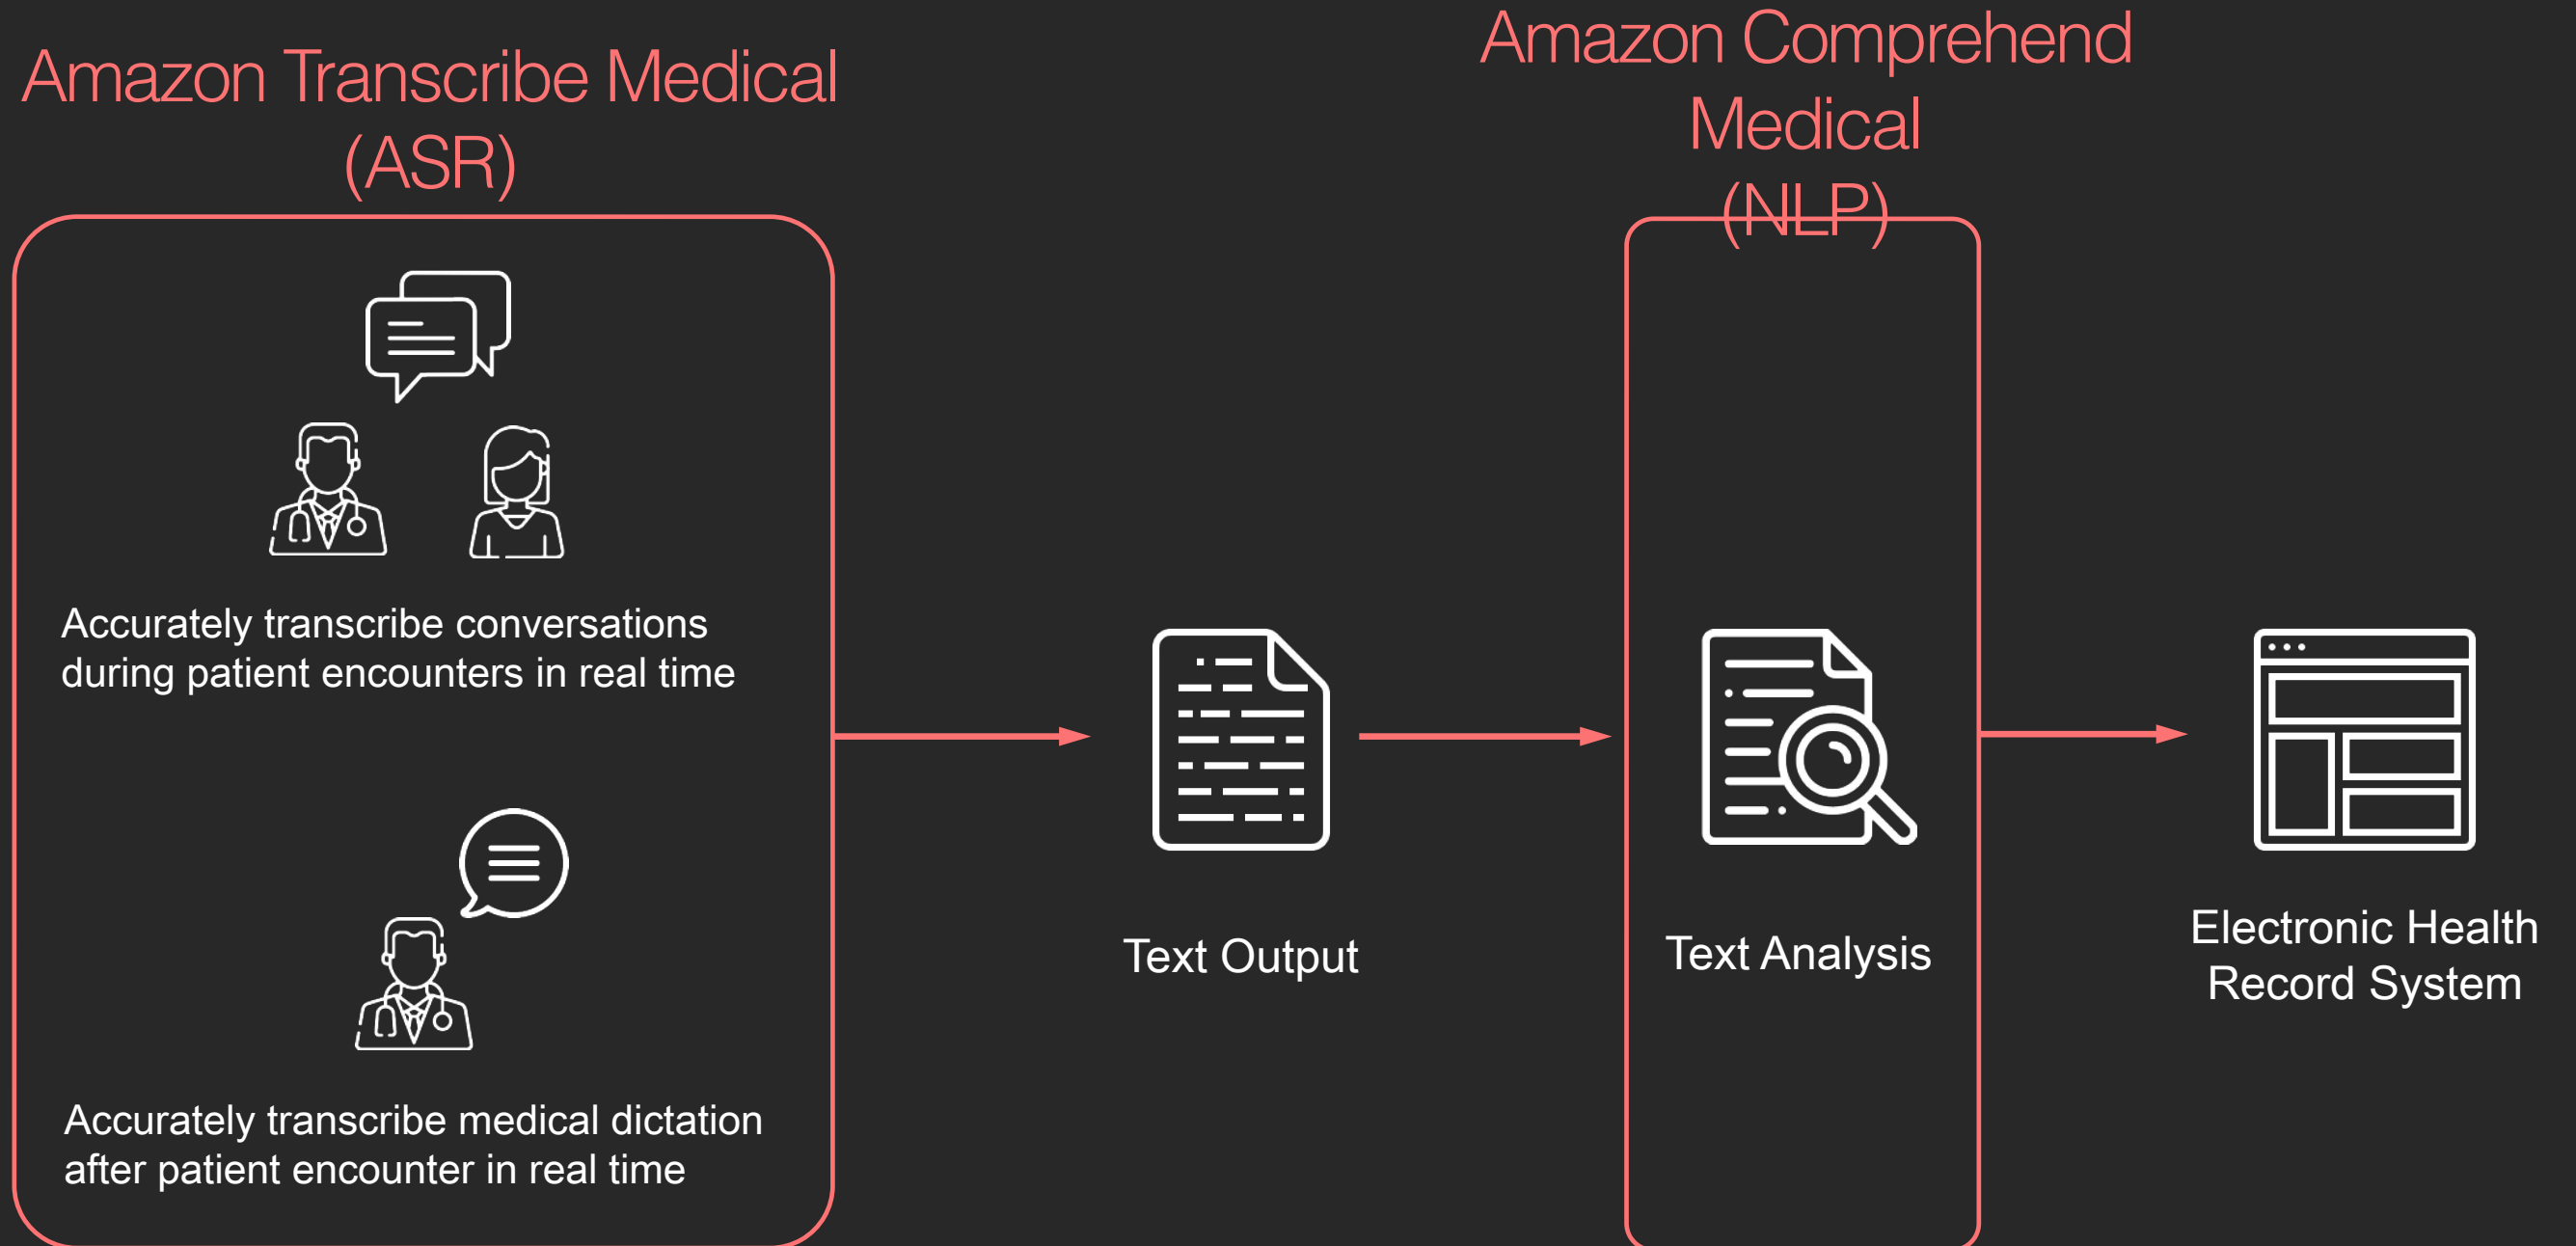 Amazon Transcribe Medical
(ASR)
Accurately transcribe conversations
during patient encounters in real time
Accurately transcribe medical dictation
after patient encounter in real time
Text Output
Amazon Comprehend
Medical
(NLP)
Text Analysis
Electronic Health
Record System